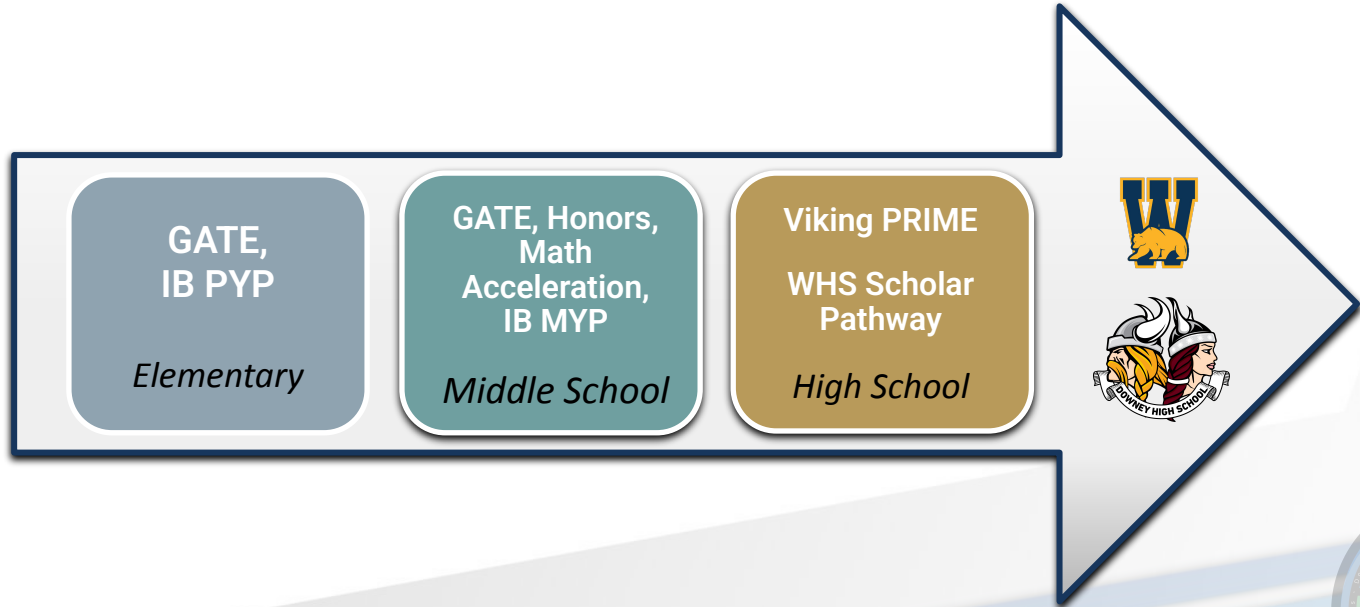 GATE,
IB PYP
Elementary
GATE, Honors,
Math
Acceleration,
IB MYP
Middle School
Viking PRIME
WHS Scholar
Pathway
High School
W
DOWNEY HIGH SCHOOL